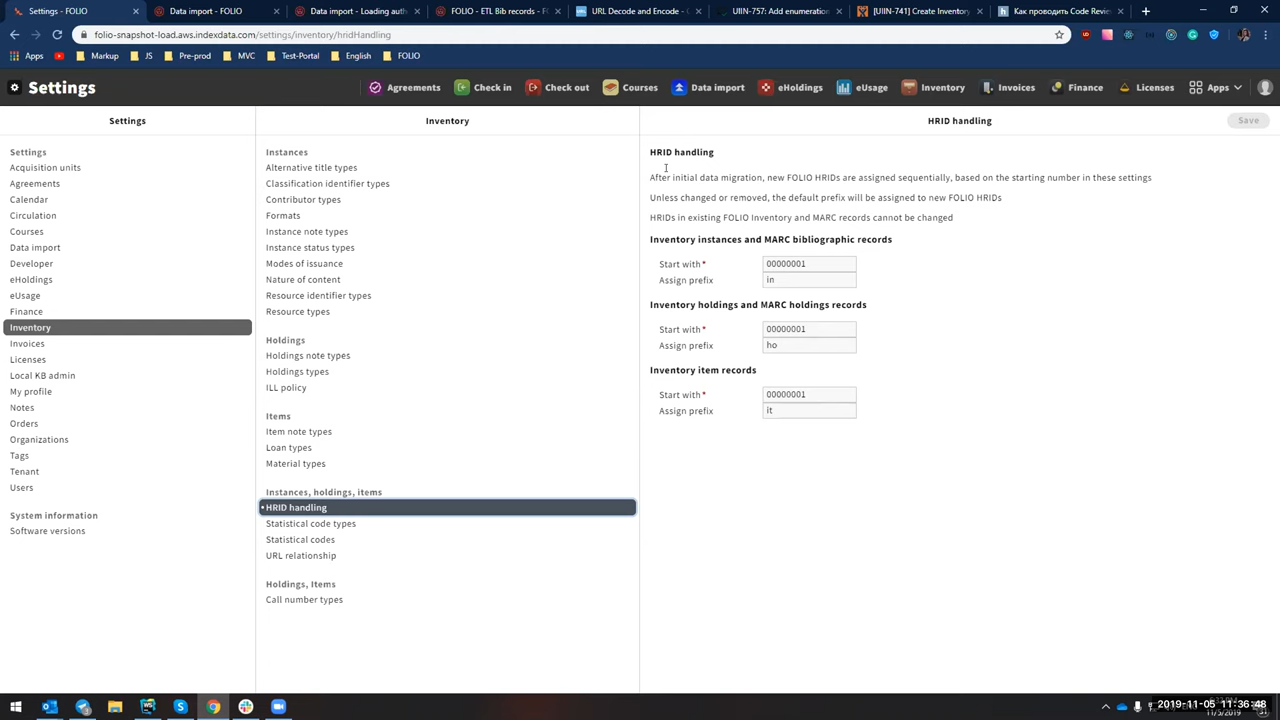 Settings - FOLIO
Data import - FOLIO
Data import - Loading auth
FOLIO - ETL Bib records - F
URL Decode and Encode - O
UIIN-757: Add enumeration
[UIIN-741] Create Inventory
Как проводить Code Revie
folio-snapshot-load.aws.indexdata.com/settings/inventory/hridHandling
Apps
Markup
JS
Pre-prod
MVC
Test-Portal
English
FOLIO
Settings
Agreements
Check in
Check out
Courses
Data import
eHoldings
eUsage
Inventory
Invoices
Finance
Licenses
Apps
Settings
Settings
Acquisition units
Agreements
Calendar
Circulation
Courses
Data import
Developer
eHoldings
eUsage
Finance
Inventory
Invoices
Licenses
Local KB admin
My profile
Notes
Orders
Organizations
Tags
Tenant
Users
System information
Software versions
Inventory
Instances
Alternative title types
Classification identifier types
Contributor types
Formats
Instance note types
Instance status types
Modes of issuance
Nature of content
Resource identifier types
Resource types
Holdings
Holdings note types
Holdings types
ILL policy
Items
Item note types
Loan types
Material types
Instances, holdings, items
• HRID handling
Statistical code types
Statistical codes
URL relationship
Holdings, Items
Call number types
HRID handling
Save
HRID handling
After initial data migration, new FOLIO HRIDs are assigned sequentially, based on the starting number in these settings
Unless changed or removed, the default prefix will be assigned to new FOLIO HRIDs
HRIDs in existing FOLIO Inventory and MARC records cannot be changed
Inventory instances and MARC bibliographic records
Start with* 00000001
Assign prefix in
Inventory holdings and MARC holdings records
Start with* 00000001
Assign prefix ho
Inventory item records
Start with* 00000001
Assign prefix it
2019-11-05 11:36:48
11/5/2019